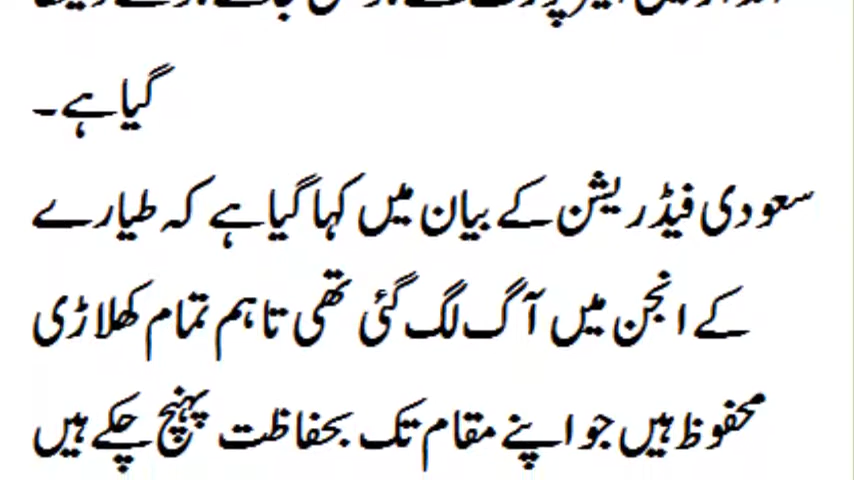 گیا ہے۔
سعودی فیڈریشن کے بیان میں کہا گیا ہے کہ طیارے
کے انجن میں آگ لگ گئی تھی تاہم تمام کھلاڑی
محفوظ ہیں جو اپنے مقام تک بحفاظت پہنچ چکے ہیں